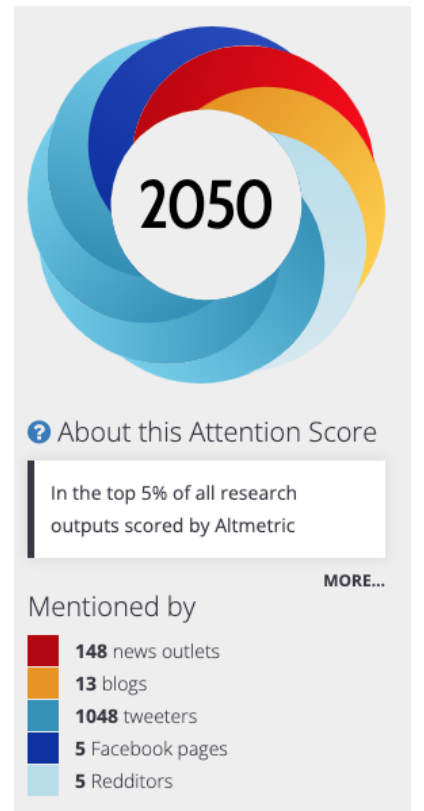 2050
? About this Attention Score
In the top 5% of all research
outputs scored by Altmetric
MORE...
Mentioned by
148 news outlets
13 blogs
1048 tweeters
5 Facebook pages
5 Redditors